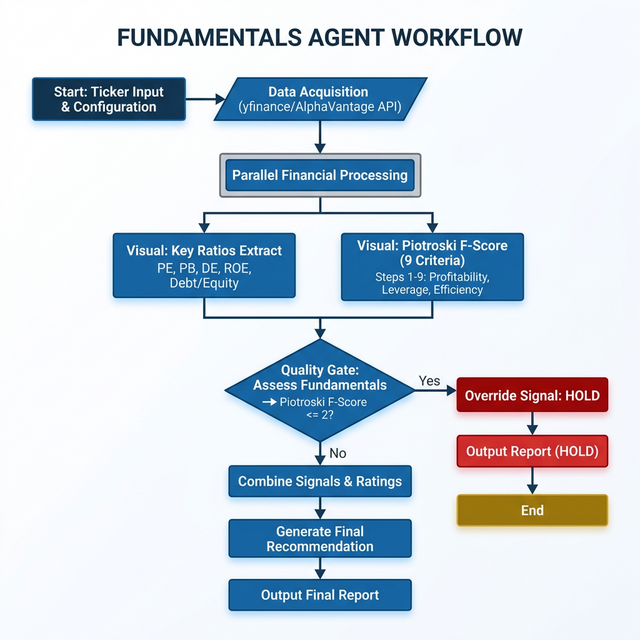 FUNDAMENTALS AGENT WORKFLOW
Start: Ticker Input
& Configuration
Data Acquisition
(yfinance/AlphaVantage API)
Parallel Financial Processing
Visual: Key Ratios Extract
PE, PB, DE, ROE,
Debt/Equity
Visual: Piotroski F-Score
(9 Criteria)
Steps 1-9: Profitability,
Leverage, Efficiency
Quality Gate:
Assess Fundamentals
→ Piotroski F-Score
<= 2?
Yes
Override Signal: HOLD
Output Report (HOLD)
End
No
Combine Signals & Ratings
Generate Final
Recommendation
Output Final Report